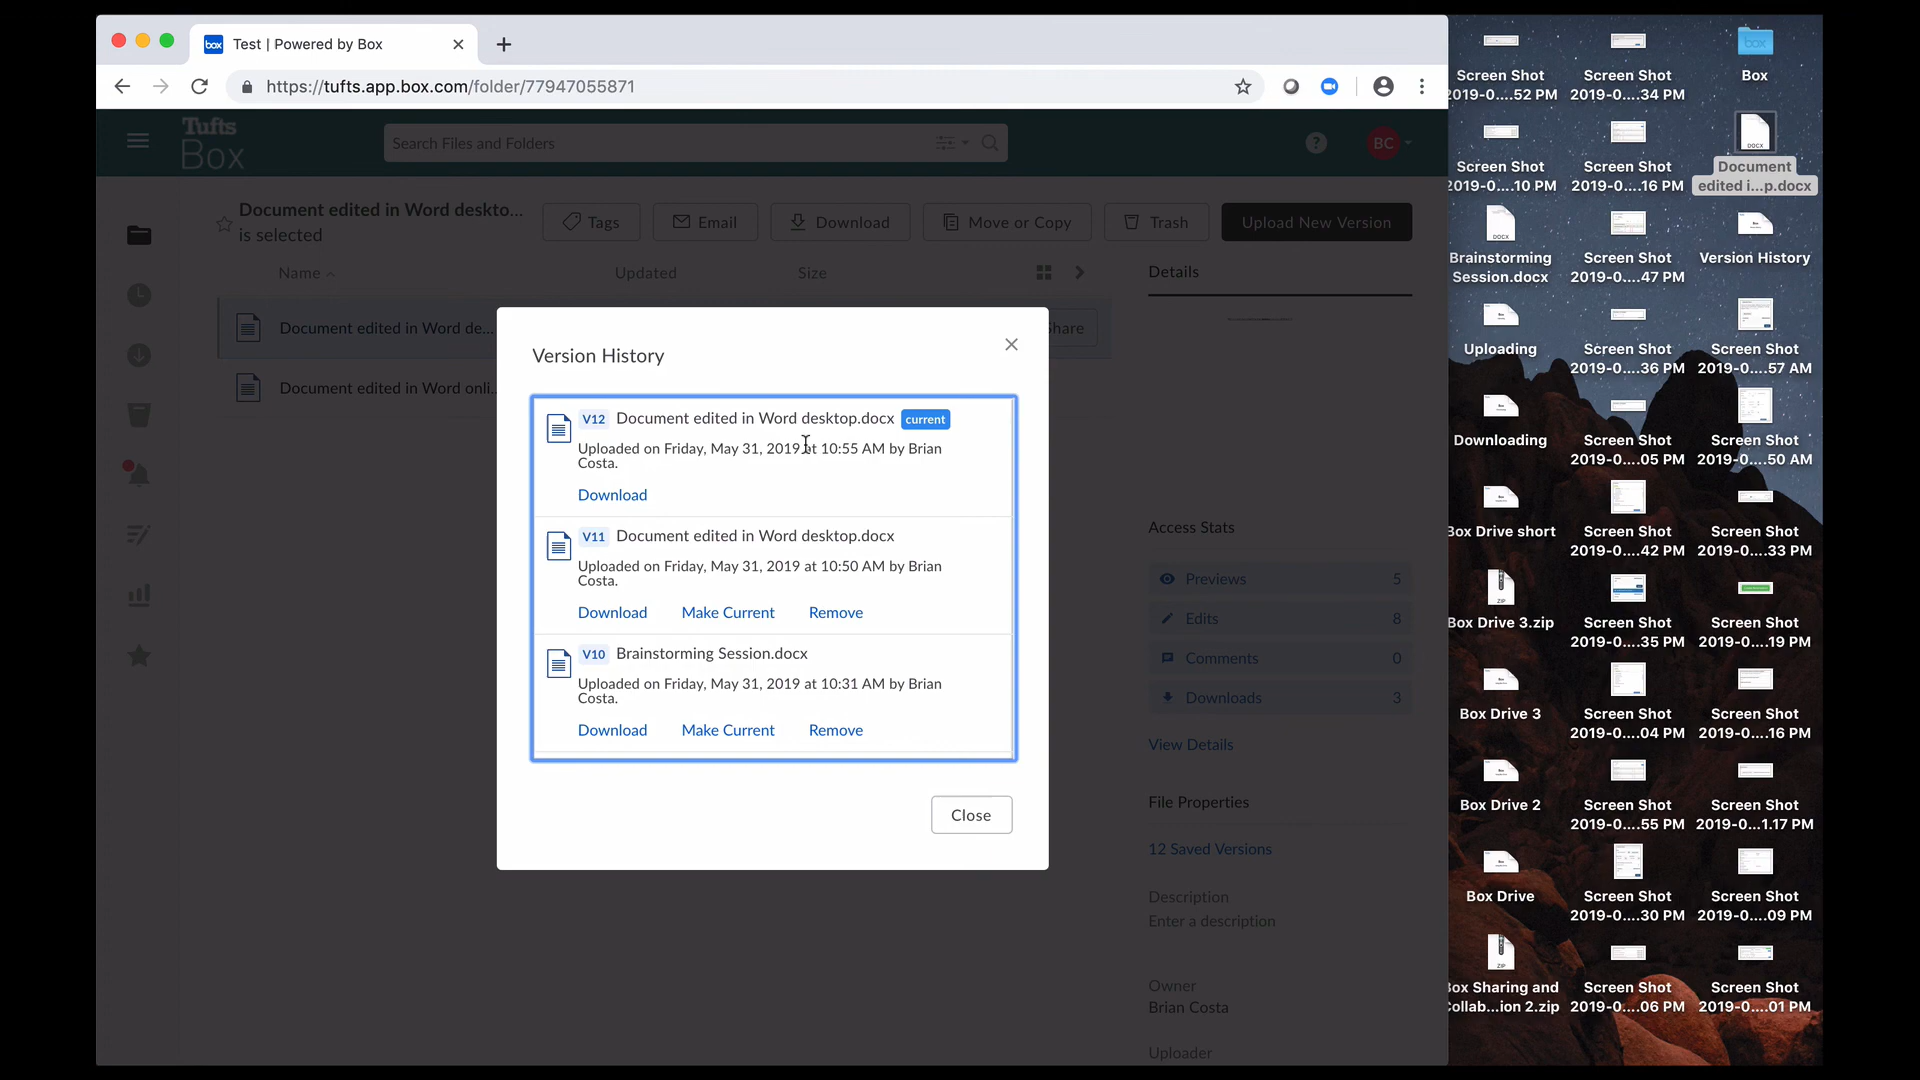 box
Test | Powered by Box
https://tufts.app.box.com/folder/77947055871
Tufts
Box
Search Files and Folders
?
BC
Document edited in Word deskto...
is selected
Tags
Email
Download
Move or Copy
Trash
Upload New Version
Name
Updated
Size
Details
Document edited in Word de...
Share
Document edited in Word onli...
Version History
V12 Document edited in Word desktop.docx current
Uploaded on Friday, May 31, 2019 at 10:55 AM by Brian
Costa.
Download
V11 Document edited in Word desktop.docx
Uploaded on Friday, May 31, 2019 at 10:50 AM by Brian
Costa.
Download Make Current Remove
V10 Brainstorming Session.docx
Uploaded on Friday, May 31, 2019 at 10:31 AM by Brian
Costa.
Download Make Current Remove
Close
Access Stats
Previews 5
Edits 8
Comments 0
Downloads 3
View Details
File Properties
12 Saved Versions
Description
Enter a description
Owner
Brian Costa
Uploader
Screen Shot
2019-0....52 PM
Screen Shot
2019-0....34 PM
box
Box
Screen Shot
2019-0....10 PM
Screen Shot
2019-0....16 PM
DOCX
Document
edited i...p.docx
DOCX
Brainstorming
Session.docx
Screen Shot
2019-0....47 PM
Version History
Uploading
Screen Shot
2019-0....36 PM
Screen Shot
2019-0....57 AM
Downloading
Screen Shot
2019-0....05 PM
Screen Shot
2019-0....50 AM
Box Drive short
Screen Shot
2019-0....42 PM
Screen Shot
2019-0....33 PM
ZIP
Box Drive 3.zip
Screen Shot
2019-0....35 PM
Screen Shot
2019-0....19 PM
Box Drive 3
Screen Shot
2019-0....04 PM
Screen Shot
2019-0....16 PM
Box Drive 2
Screen Shot
2019-0....55 PM
Screen Shot
2019-0...1.17 PM
Box Drive
Screen Shot
2019-0....30 PM
Screen Shot
2019-0....09 PM
ZIP
Box Sharing and
Collab...ion 2.zip
Screen Shot
2019-0....06 PM
Screen Shot
2019-0....01 PM